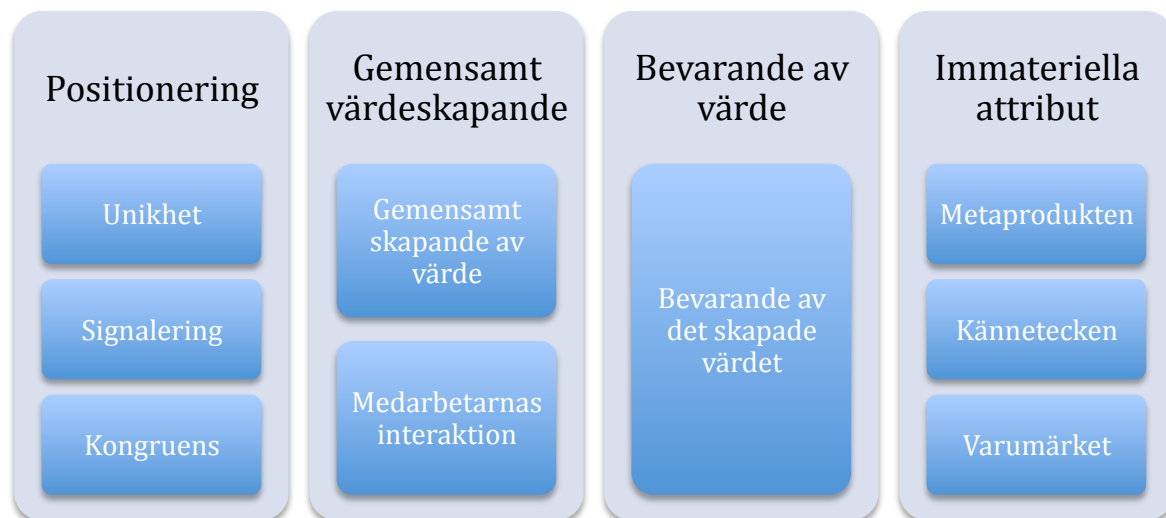 Positionering
Unikhet
Signalering
Kongruens
Gemensamt
värdeskapande
Gemensamt
skapande av
värde
Medarbetarnas
interaktion
Bevarande av
värde
Bevarande av
det skapade
värdet
Immateriella
attribut
Metaprodukten
Kännetecken
Varumärket